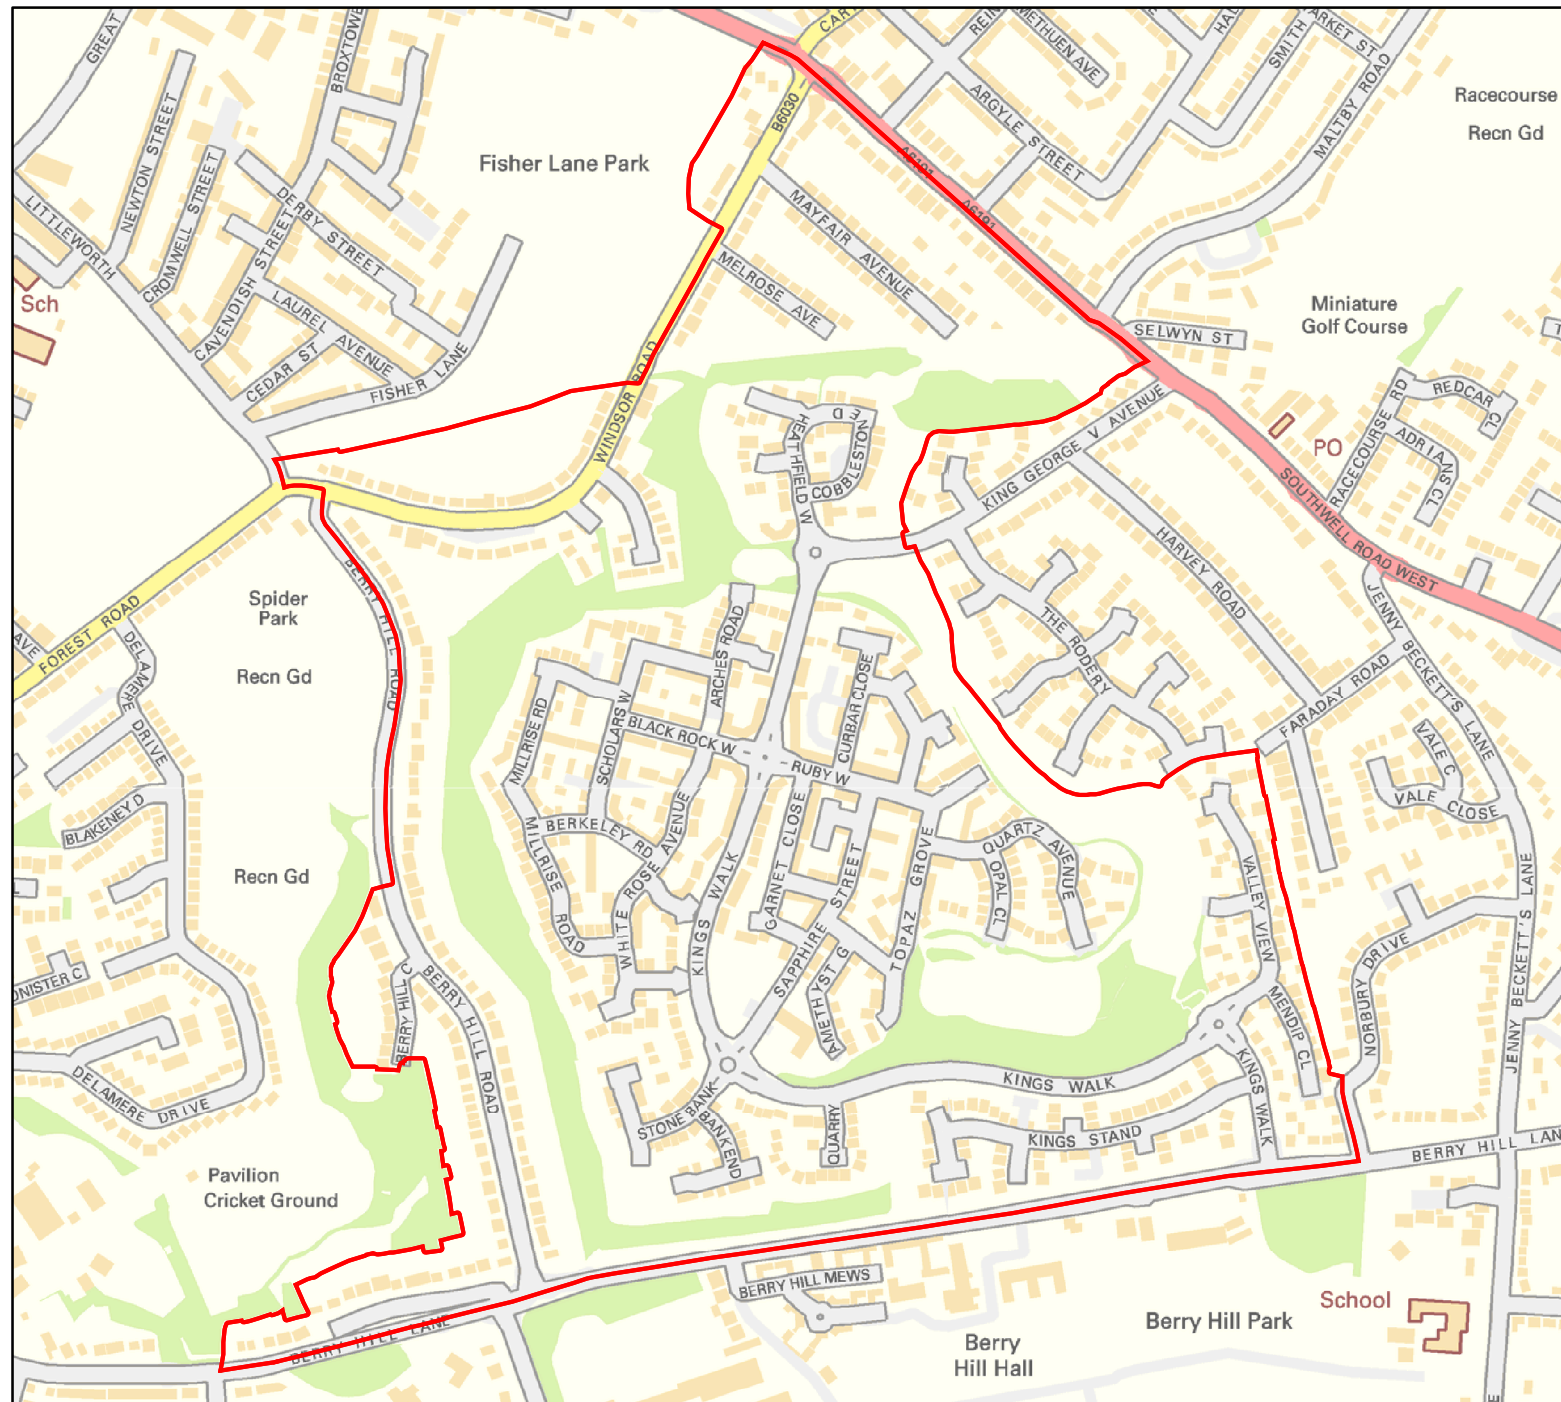 GREAT
BROXTOWE
CART
REIN
METHUEN AVE
HAL
SMITH
ARKET ST
MALTBY ROAD
Racecourse
Recn Gd
NEWTON STREET
CROMWELL STREET
B6030
ARGYLE STREET
A6191
A6191
Fisher Lane Park
LITTLEWORTH
DERBY STREET
CAVENDISH STREET
MAYFAIR AVENUE
MELROSE AVE
Sch
LAUREL AVENUE
CEDAR ST
FISHER LANE
SELWYN ST
Miniature
Golf Course
WINDSOR ROAD
REDCAR CL
RACECOURSE RD
ADRIANS CL
PO
HEATHFIELD W
COBBLESTONE D
KING GEORGE V AVENUE
SOUTHWELL ROAD WEST
HARVEY ROAD
Spider
Park
AVE
FOREST ROAD
DELAMERE DRIVE
BERRY HILL ROAD
Recn Gd
ARCHES ROAD
THE RODERY
JENNY BECKETT'S LANE
FARADAY ROAD
MILLRISE RD
SCHOLARS W
BLACK ROCK W
CURBAR CLOSE
RUBY W
VALE C
VALE CLOSE
BLAKENEY D
BERKELEY RD
MILLRISE ROAD
WHITE ROSE AVENUE
KINGS WALK
GARNET CLOSE
SAPPHIRE STREET
TOPAZ GROVE
QUARTZ AVENUE
OPAL CL
VALLEY VIEW
Recn Gd
NORBURY DRIVE
JENNY BECKETT'S LANE
ONISTER C
BERRY HILL C
BERRY HILL ROAD
AMETHYST G
MENDIP CL
DELAMERE DRIVE
KINGS WALK
KINGS WALK
STONE BANK
BANKEND
QUARRY
KINGS STAND
BERRY HILL LAN
Pavilion
Cricket Ground
BERRY HILL MEWS
BERRY HILL LANE
Berry
Hill Hall
Berry Hill Park
School